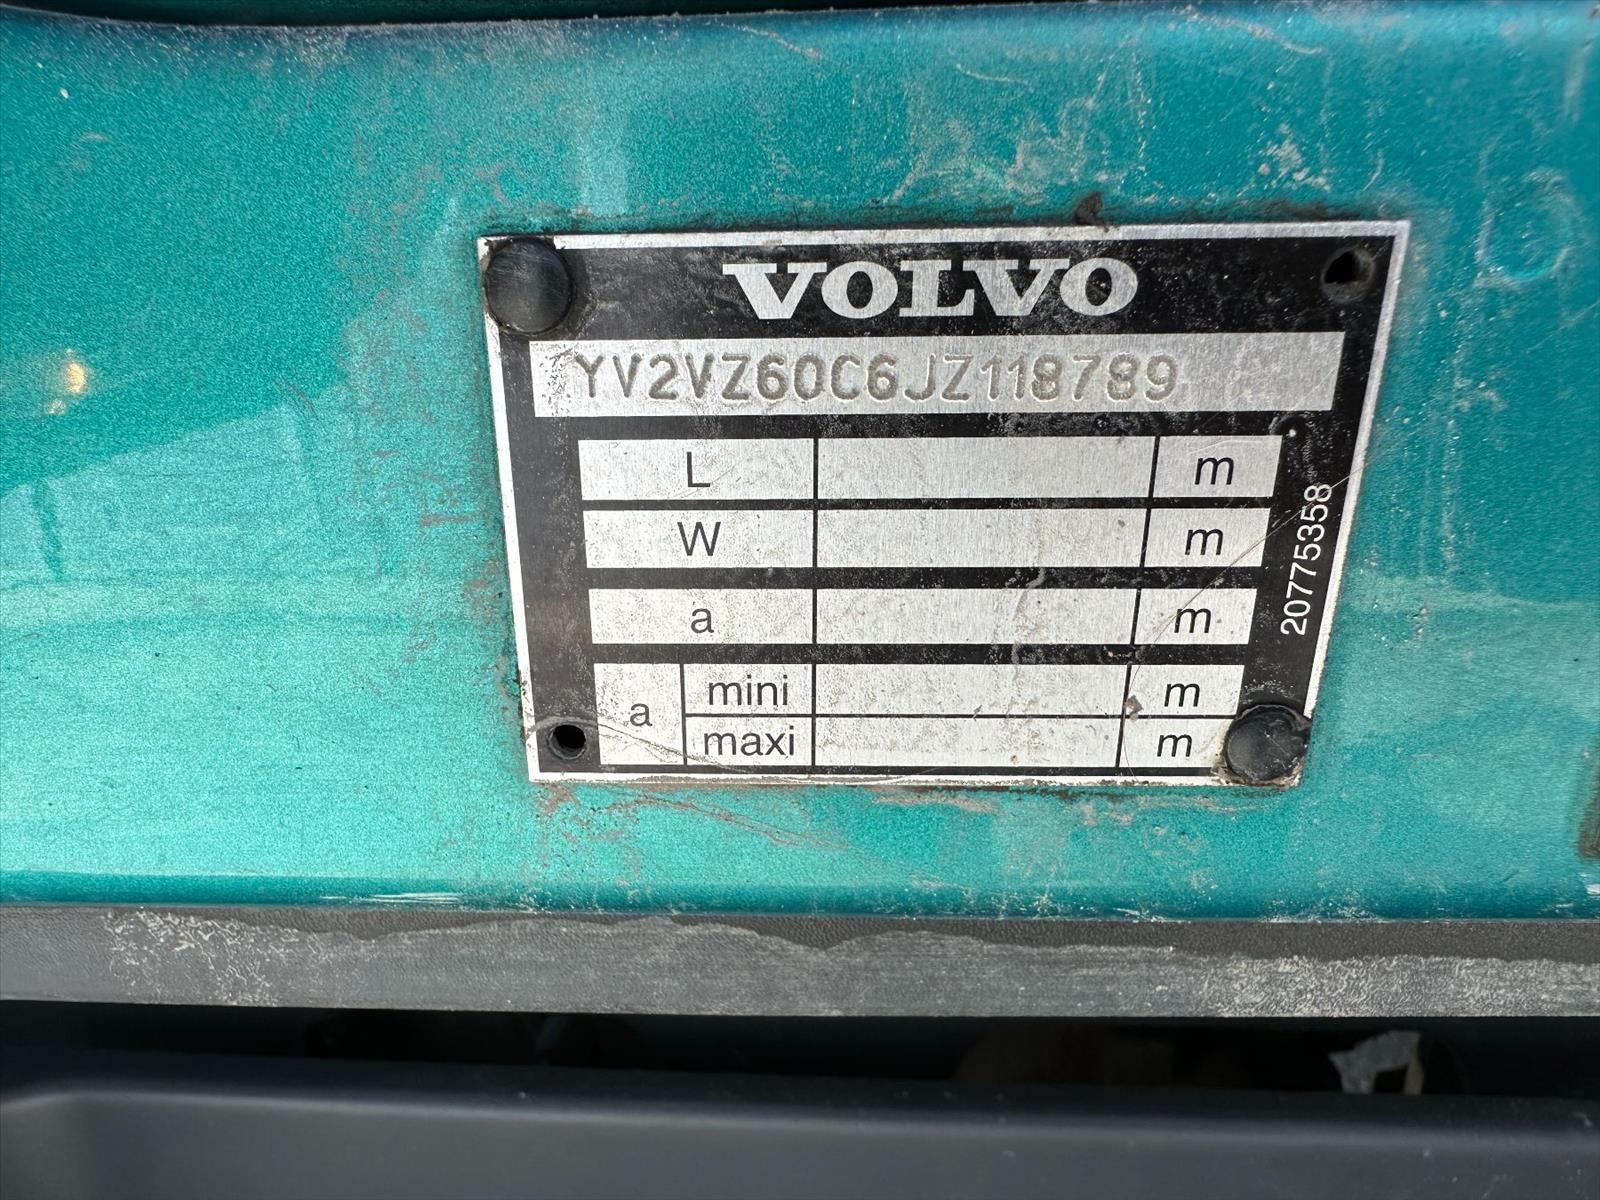 VOLVO
YV2VZ60C6JZ118789
L m
W m
a m
a mini m
maxi m
20775358